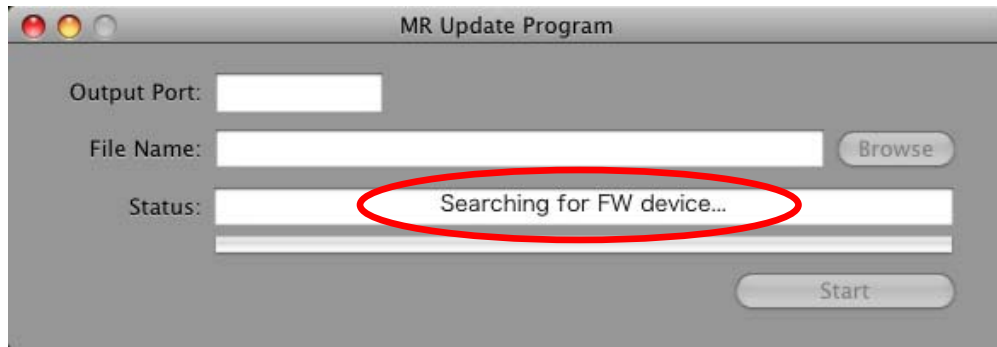 MR Update Program
Output Port:
File Name:
Browse
Status:
Searching for FW device...
Start